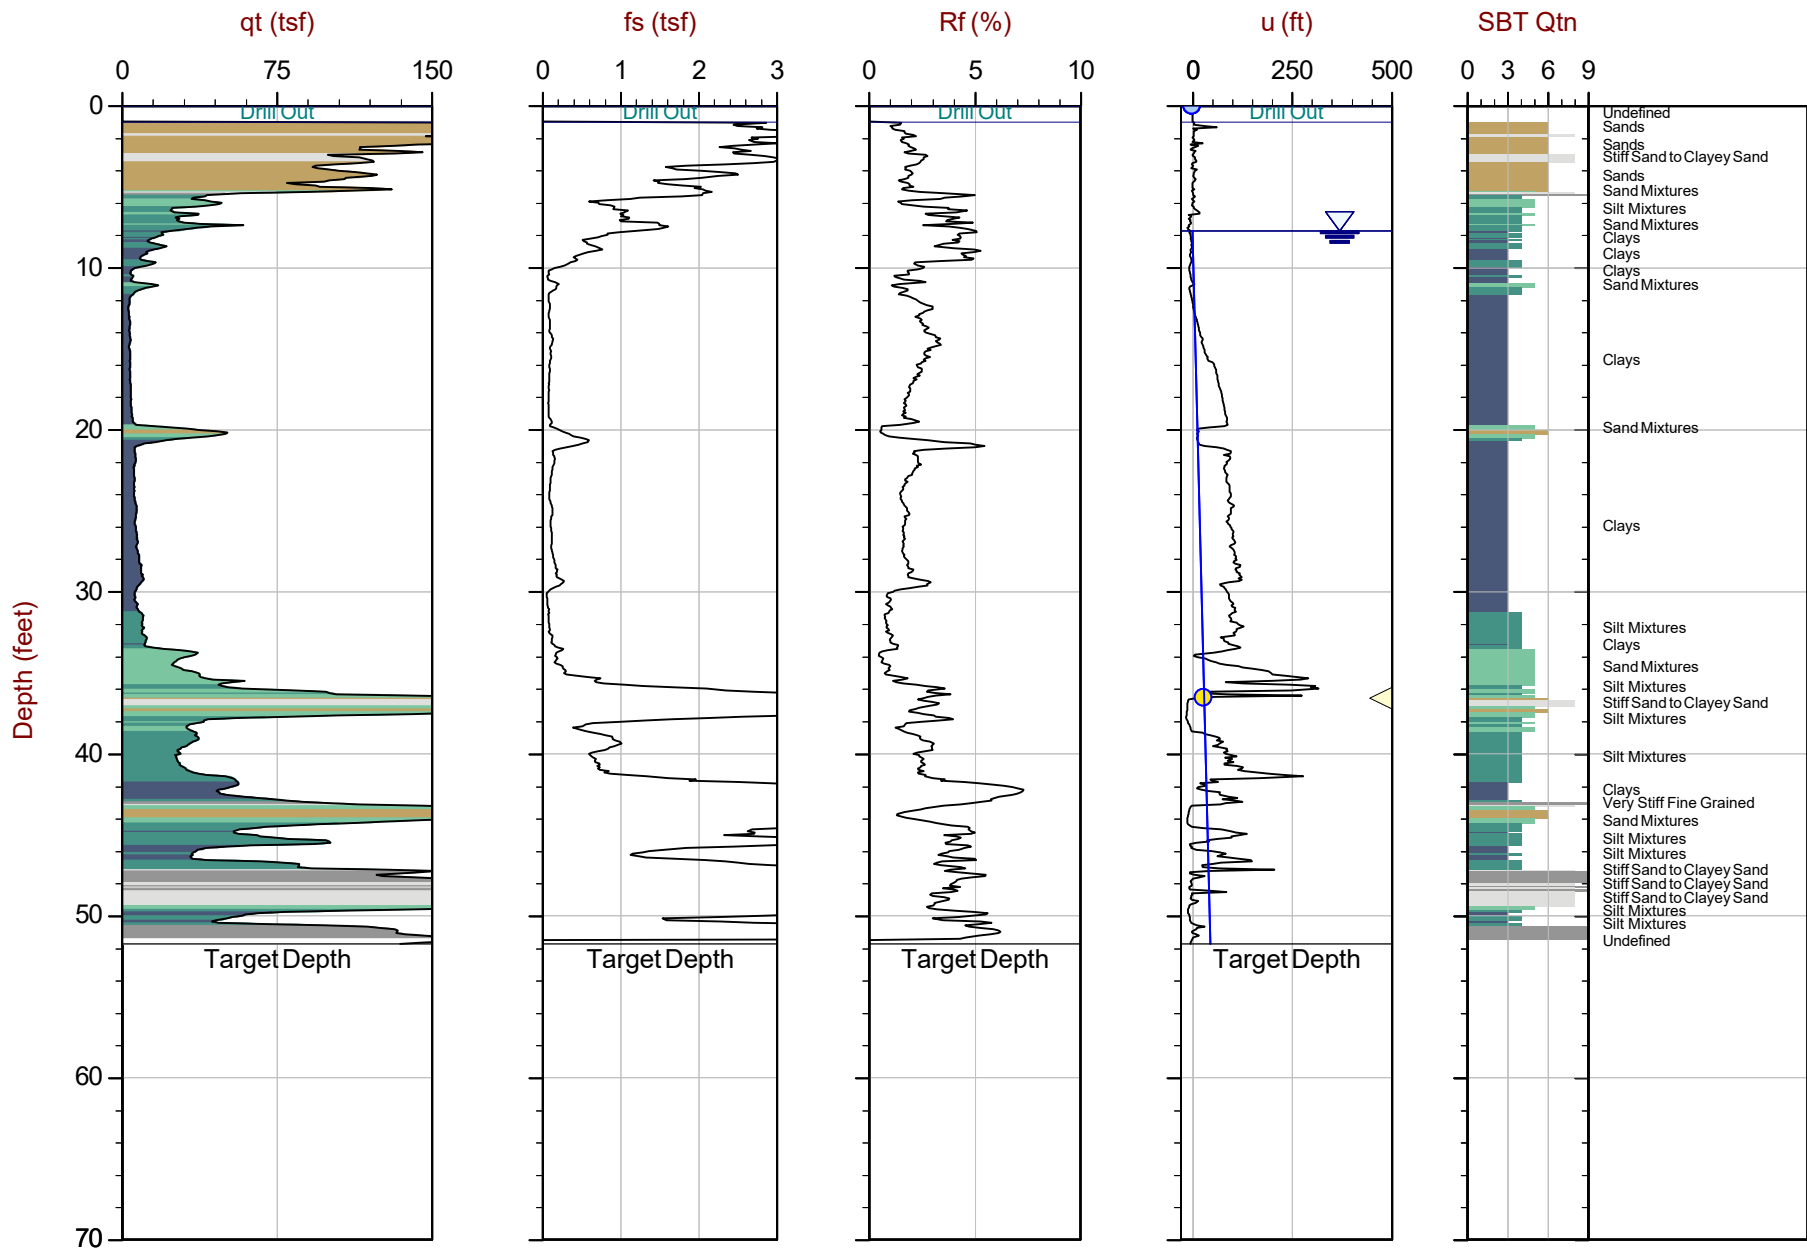 qt (tsf) fs (tsf) Rf (%) u (ft) SBT Qtn
0 75 150 0 1 2 3 0 5 10 0 250 500 0 3 6 9
0
Drill Out Drill Out Drill Out Drill Out
Undefined
Sands
Sands
Stiff Sand to Clayey Sand
Sands
Sand Mixtures
Silt Mixtures
Sand Mixtures
Clays
Clays
10
Clays
Sand Mixtures
Clays
20
Sand Mixtures
Clays
30
Silt Mixtures
Clays
Sand Mixtures
Silt Mixtures
Stiff Sand to Clayey Sand
Silt Mixtures
Depth (feet)
40
Silt Mixtures
Clays
Very Stiff Fine Grained
Sand Mixtures
Silt Mixtures
Silt Mixtures
Stiff Sand to Clayey Sand
Stiff Sand to Clayey Sand
Stiff Sand to Clayey Sand
Silt Mixtures
50
Silt Mixtures
Undefined
Target Depth Target Depth Target Depth Target Depth
60
70